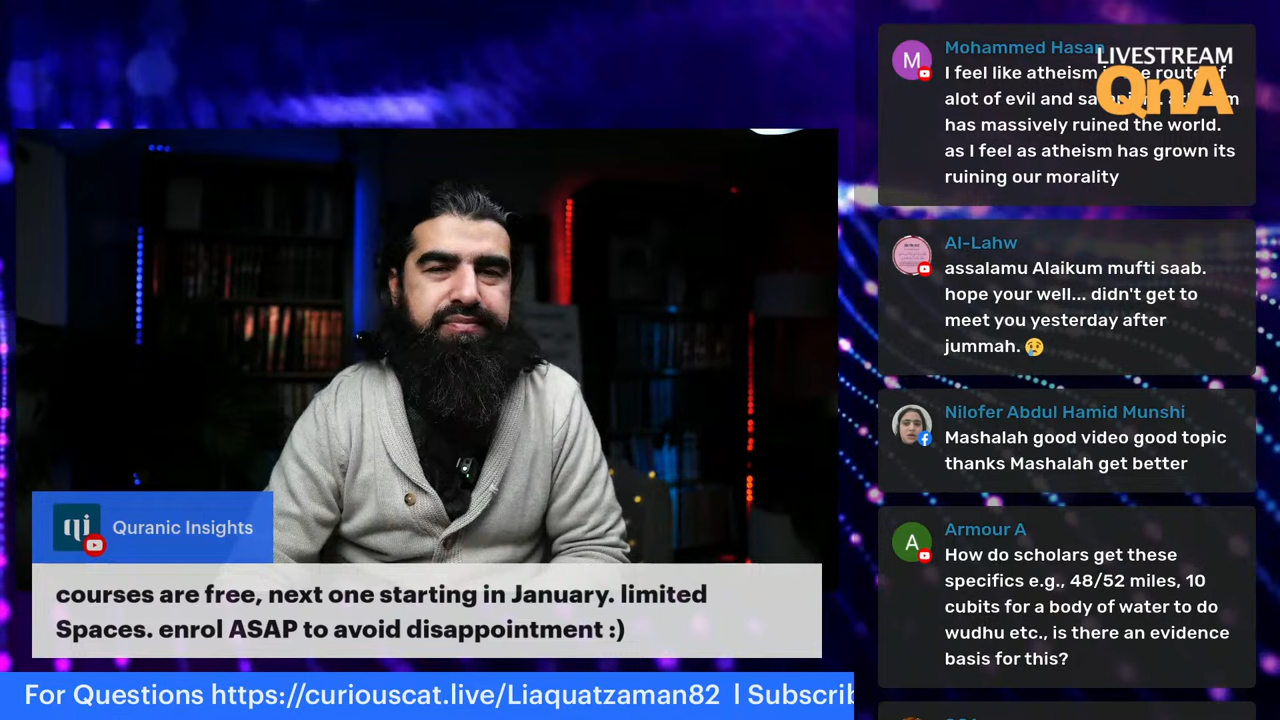 LIVESTREAM
QnA
Mohammed Hasan
I feel like atheism
alot of evil and
has massively ruined the world.
as I feel as atheism has grown its
ruining our morality
Al-Lahw
assalamu Alaikum mufti saab.
hope your well... didn't get to
meet you yesterday after
jummah. 😢
Nilofer Abdul Hamid Munshi
Mashalah good video good topic
thanks Mashalah get better
A
Armour A
How do scholars get these
specifics e.g., 48/52 miles, 10
cubits for a body of water to do
wudhu etc., is there an evidence
basis for this?
M
qi
Quranic Insights
courses are free, next one starting in January. limited
Spaces. enrol ASAP to avoid disappointment :)
For Questions https://curiouscat.live/Liaquatzaman82 | Subscrib